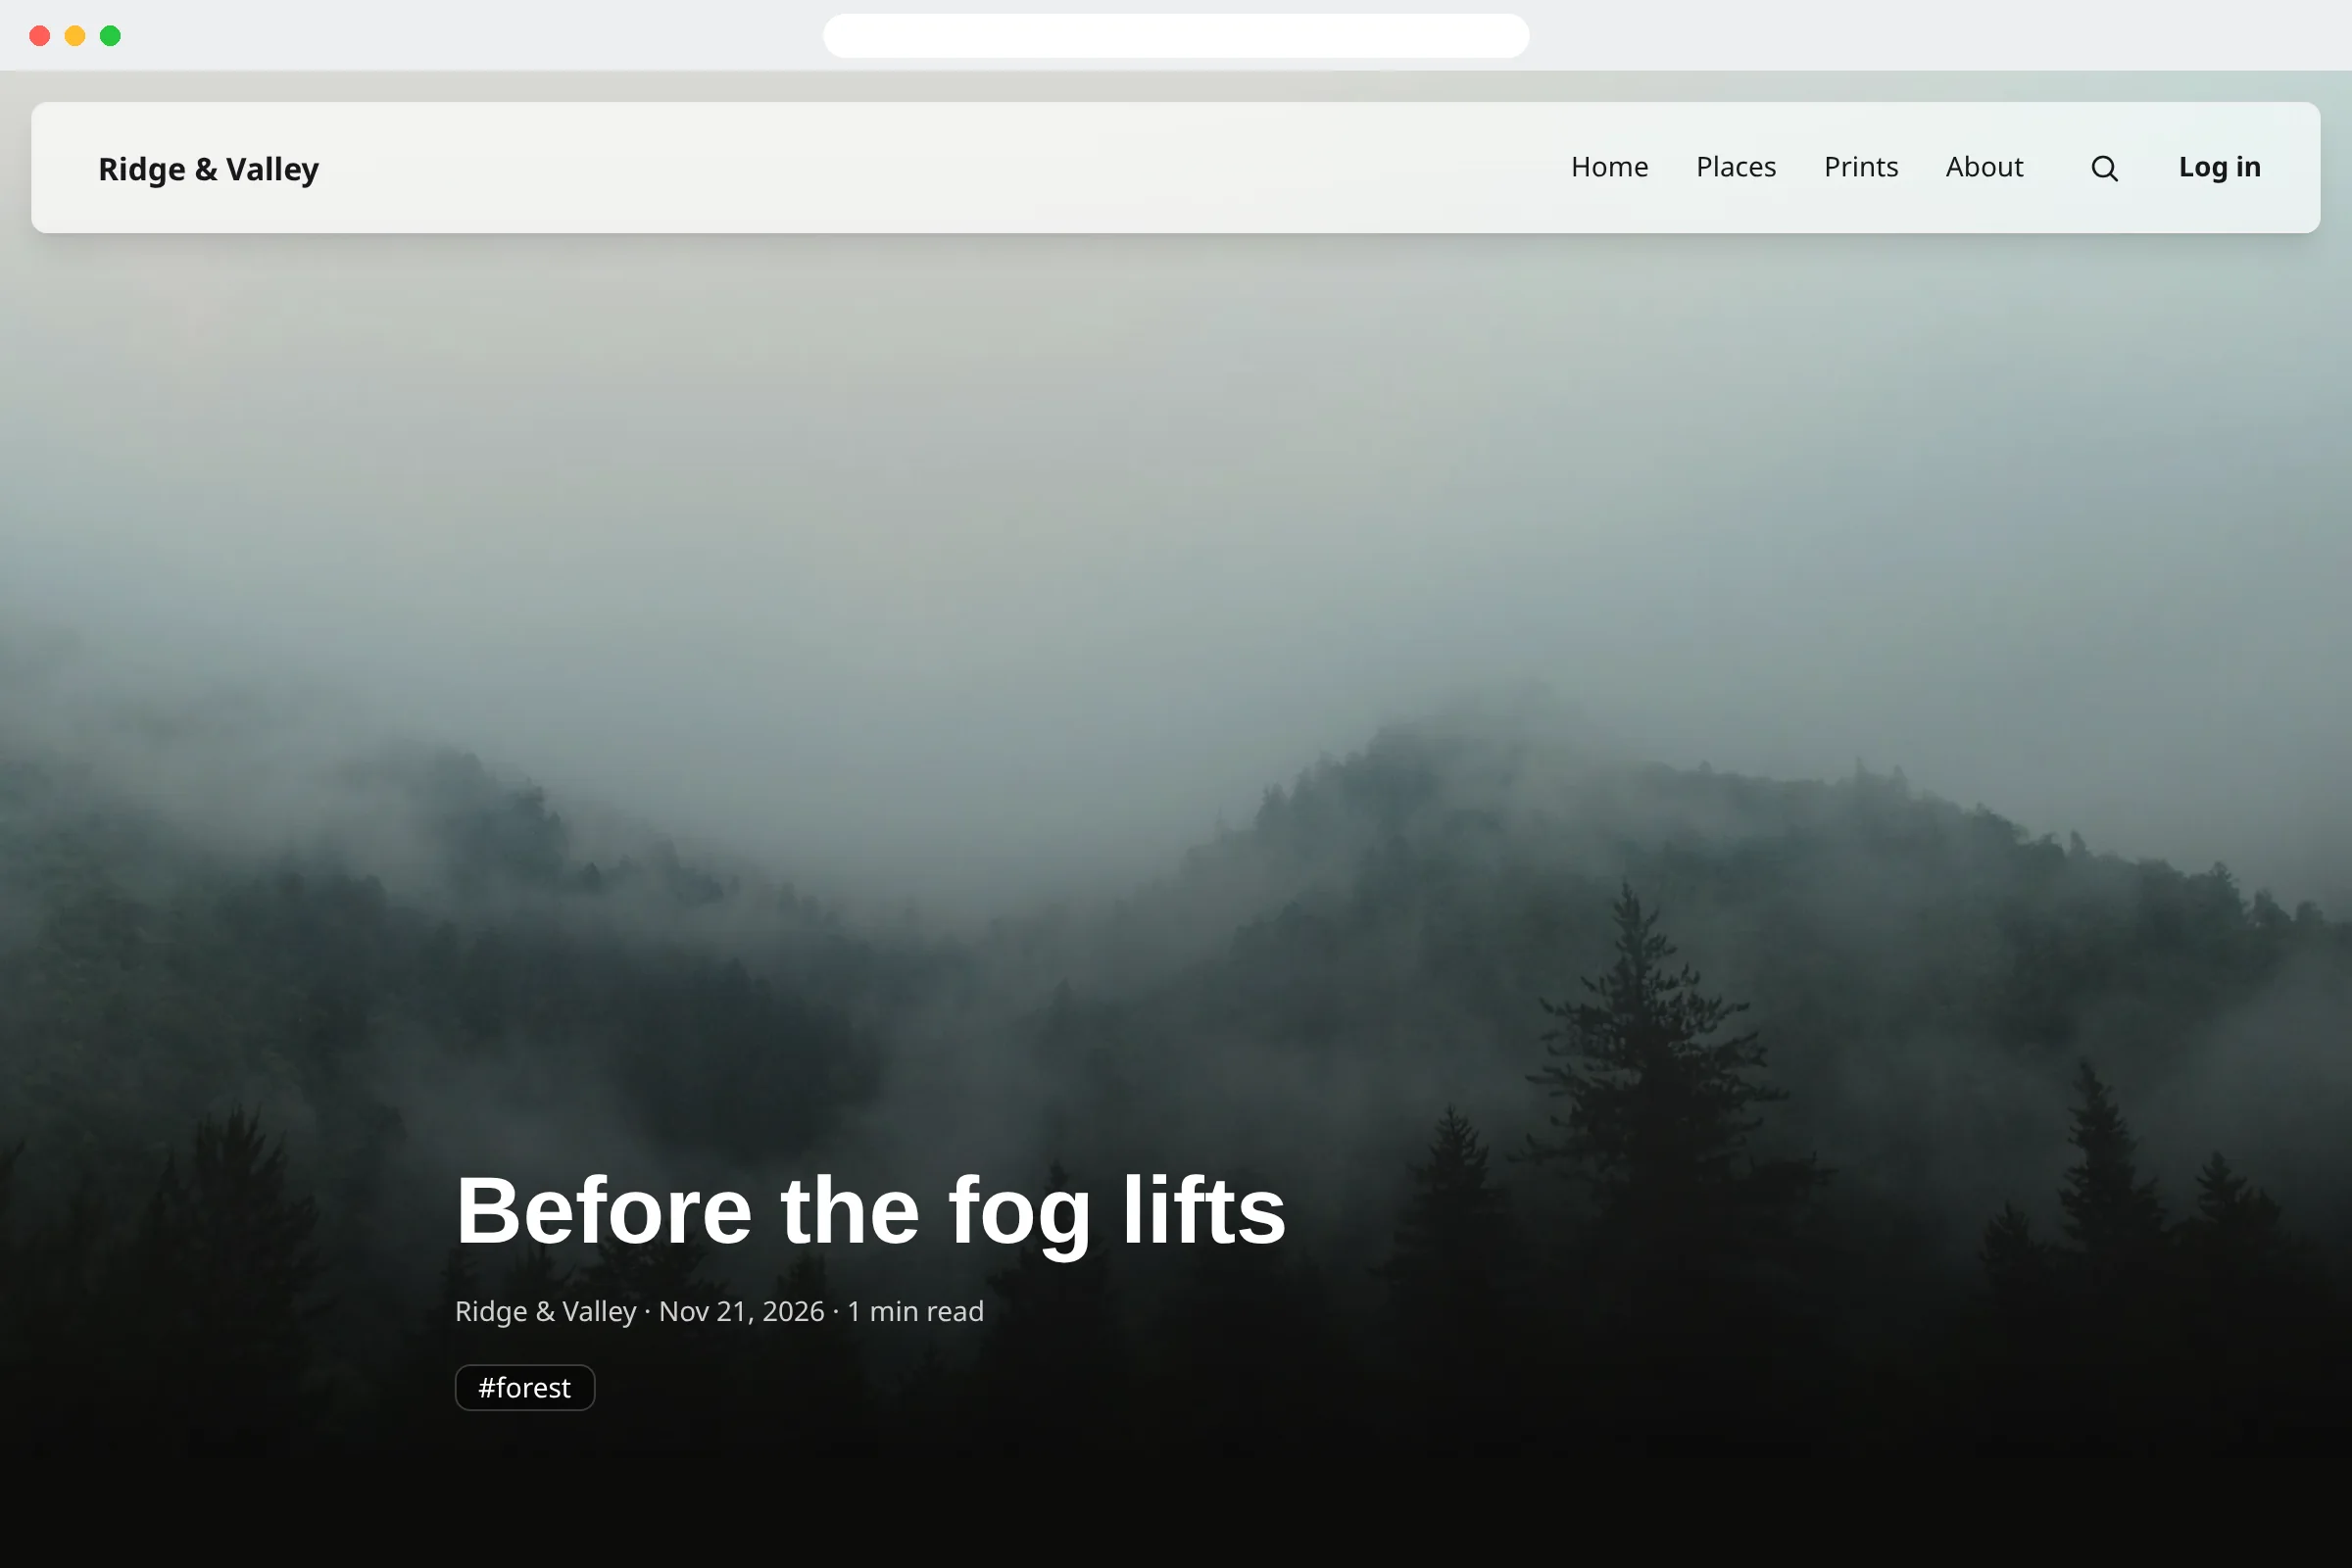 Ridge & Valley
Home Places Prints About Log in
Before the fog lifts
Ridge & Valley · Nov 21, 2026 · 1 min read
#forest